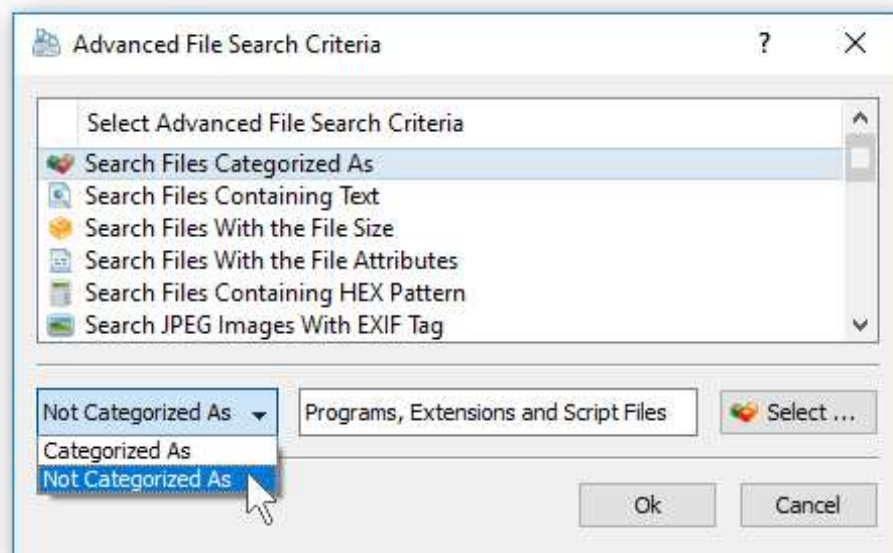 Advanced File Search Criteria ?
Select Advanced File Search Criteria
Search Files Categorized As
Search Files Containing Text
Search Files With the File Size
Search Files With the File Attributes
Search Files Containing HEX Pattern
Search JPEG Images With EXIF Tag
Not Categorized As Programs, Extensions and Script Files Select ...
Categorized As
Not Categorized As
Ok Cancel